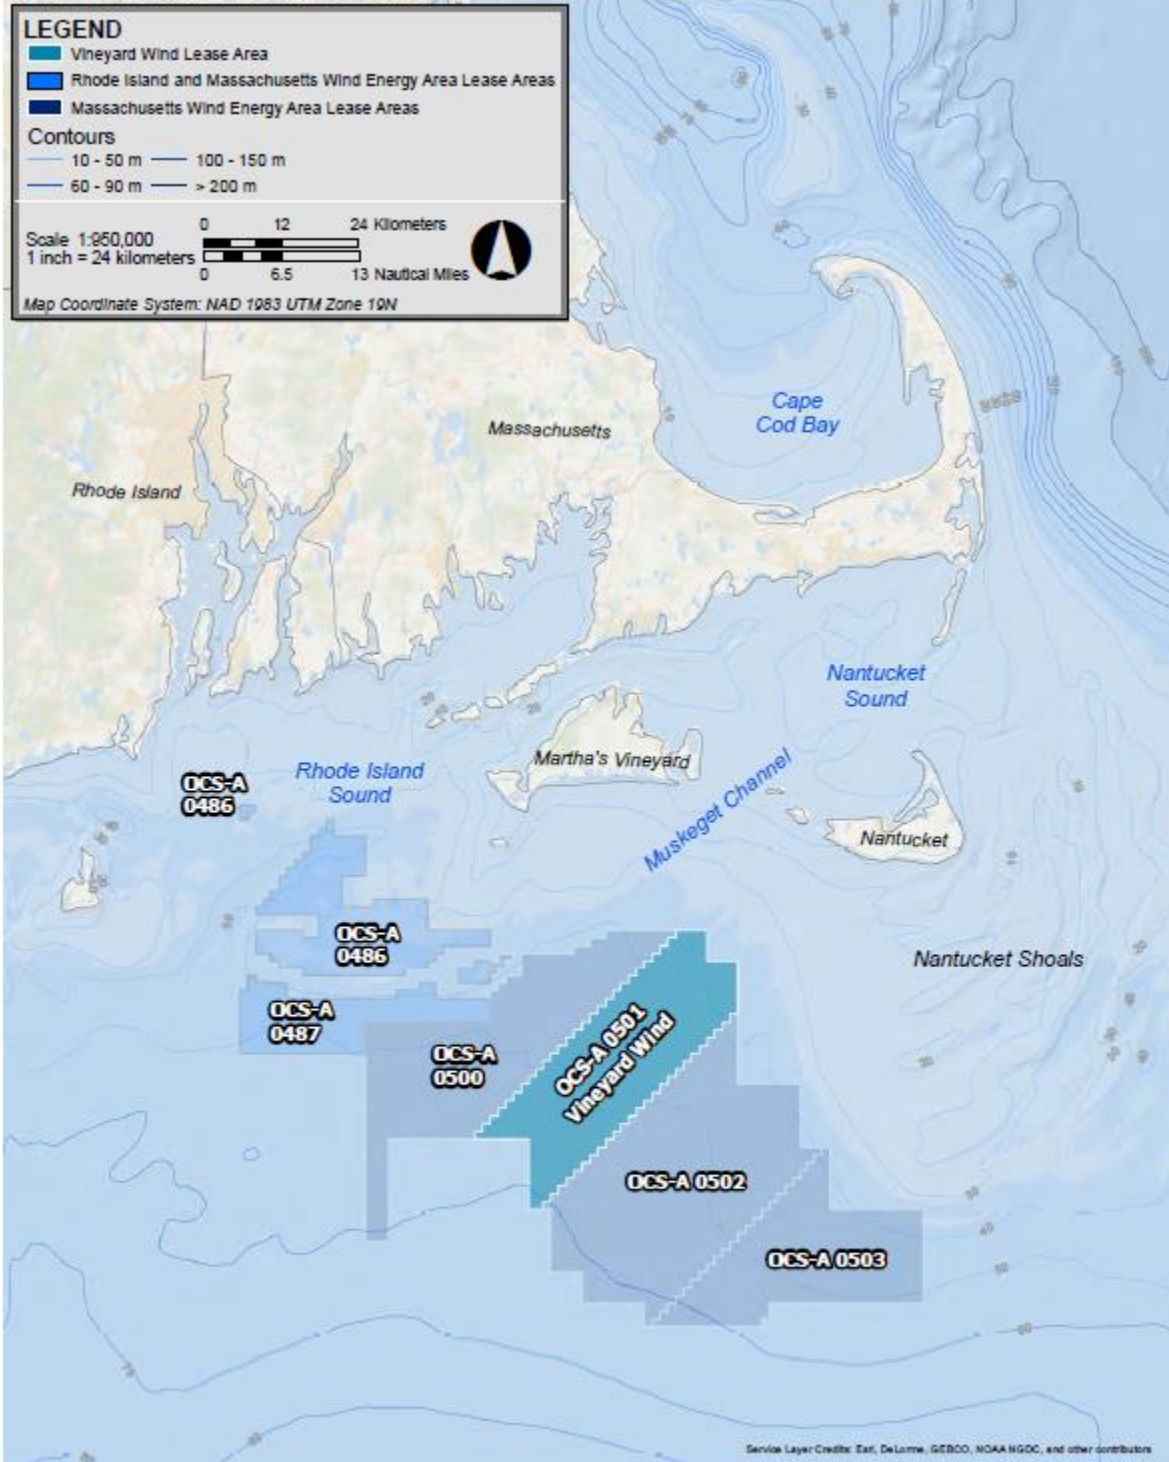 LEGEND
Vineyard Wind Lease Area
Rhode Island and Massachusetts Wind Energy Area Lease Areas
Massachusetts Wind Energy Area Lease Areas
Contours
10 - 50 m 100 - 150 m
60 - 90 m > 200 m
0 12 24 Kilometers
Scale 1:950,000
1 inch = 24 kilometers
0 6.5 13 Nautical Miles
Map Coordinate System: NAD 1983 UTM Zone 19N
Cape
Cod Bay
Massachusetts
Rhode Island
Nantucket
Sound
Martha's Vineyard
Rhode Island
Sound
OCS-A
0486
Muskeget Channel
Nantucket
OCS-A
0486
Nantucket Shoals
OCS-A
0487
OCS-A
0500
OCS-A 0501
Vineyard Wind
OCS-A 0502
OCS-A 0503
Service Layer Credits: Esri, DeLorme, GEBCO, NOAA NGDC, and other contributors